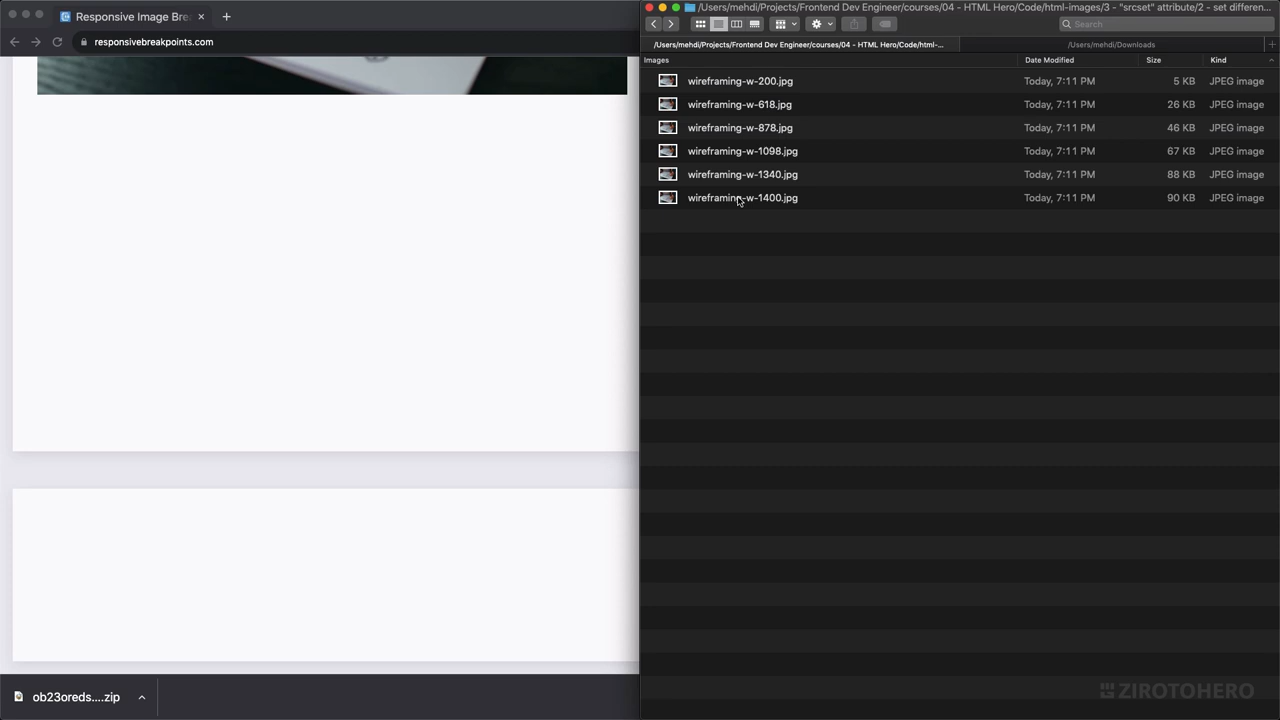 Responsive Image Bre
responsivebreakpoints.com
ob23oreds....zip
/Users/mehdi/Projects/Frontend Dev Engineer/courses/04 - HTML Hero/Code/html-images/3 - "srcset" attribute/2 - set differen...
Search
/Users/mehdi/Projects/Frontend Dev Engineer/courses/04 - HTML Hero/Code/html-...
/Users/mehdi/Downloads
Images Date Modified Size Kind
wireframing-w-200.jpg Today, 7:11 PM 5 KB JPEG image
wireframing-w-618.jpg Today, 7:11 PM 26 KB JPEG image
wireframing-w-878.jpg Today, 7:11 PM 46 KB JPEG image
wireframing-w-1098.jpg Today, 7:11 PM 67 KB JPEG image
wireframing-w-1340.jpg Today, 7:11 PM 88 KB JPEG image
wireframing-w-1400.jpg Today, 7:11 PM 90 KB JPEG image
ZIROTOHERO